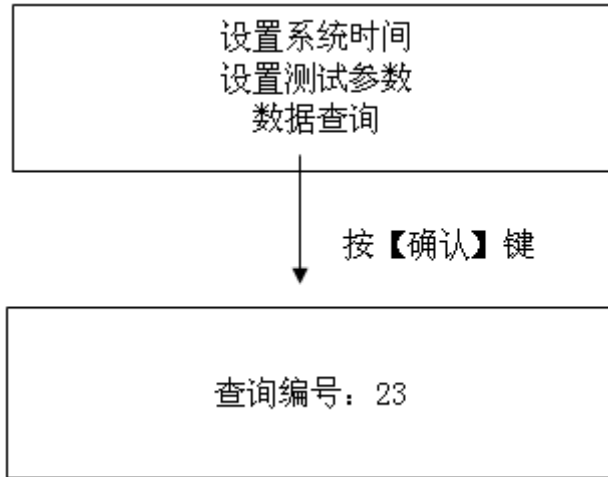 设置系统时间
设置测试参数
数据查询
按【确认】键
查询编号：23